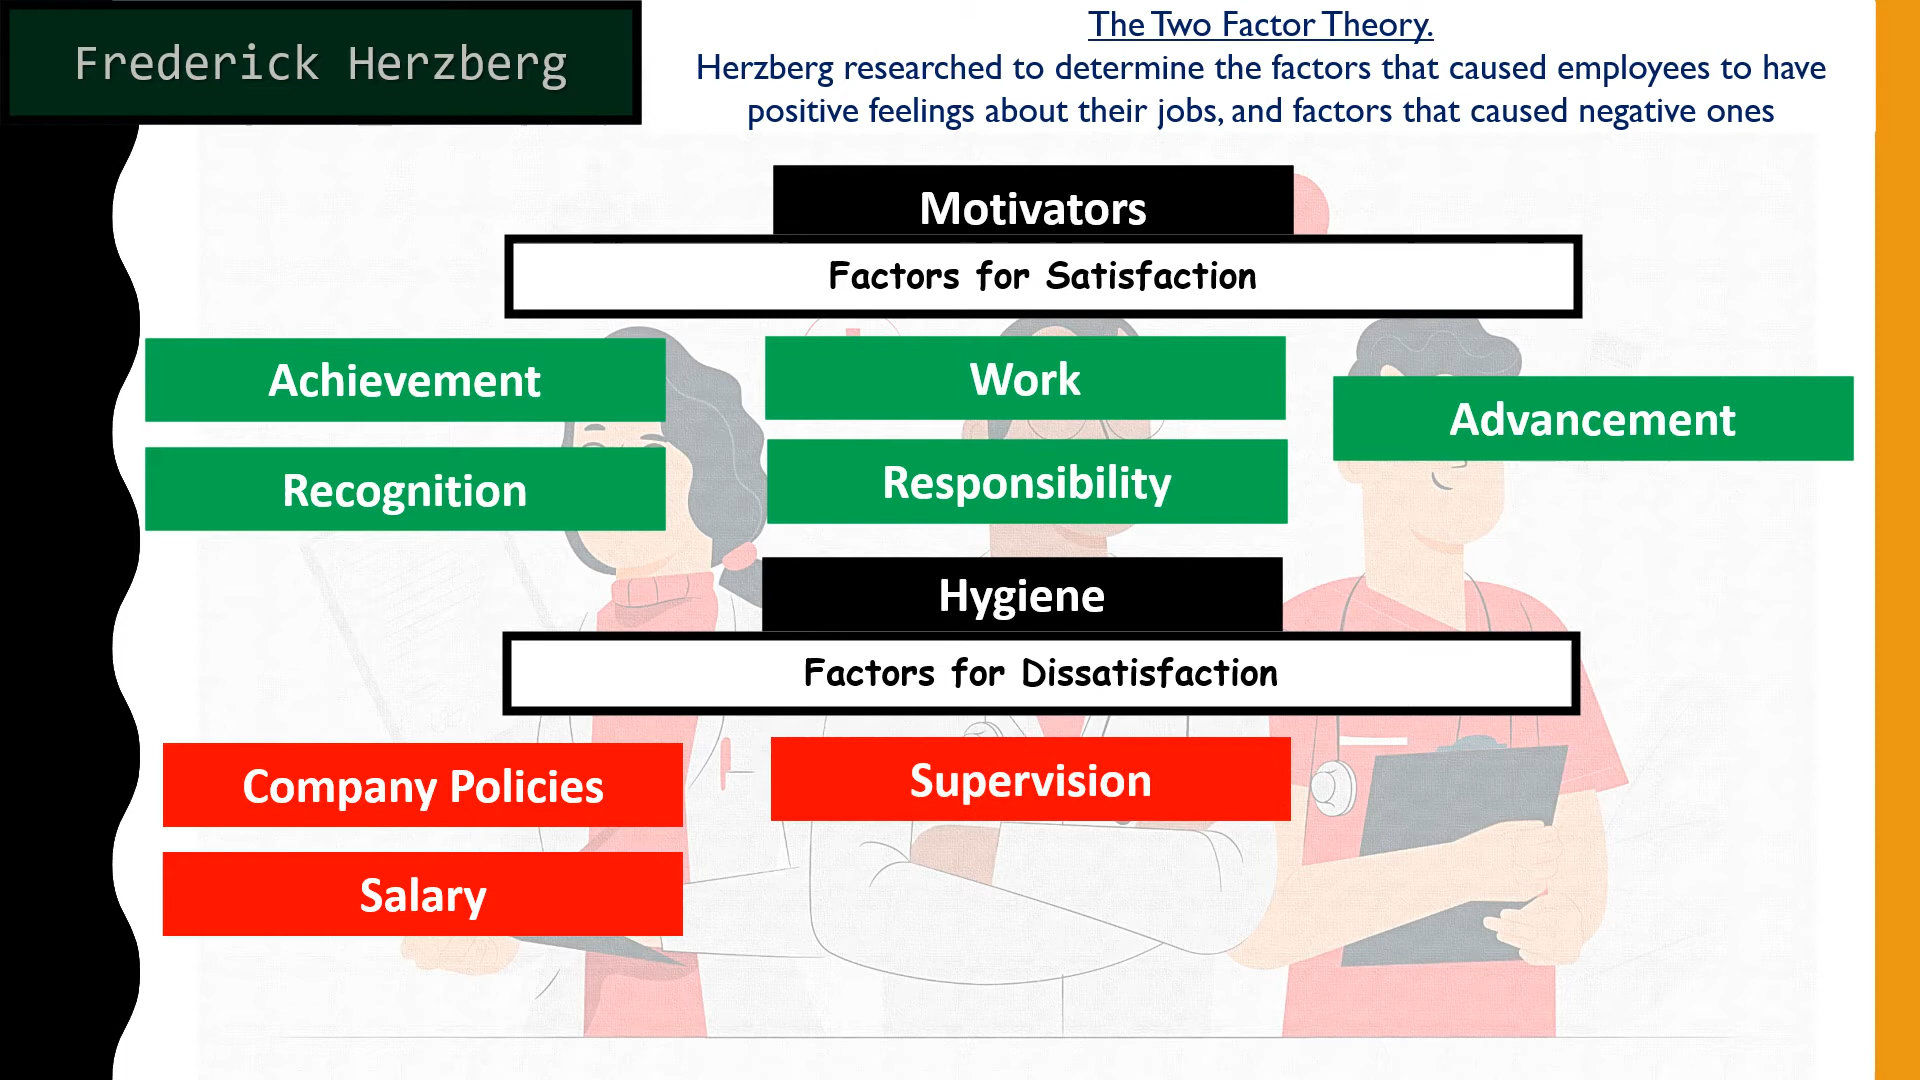 Frederick Herzberg
The Two Factor Theory.
Herzberg researched to determine the factors that caused employees to have
positive feelings about their jobs, and factors that caused negative ones
Motivators
Factors for Satisfaction
Achievement
Work
Advancement
Recognition
Responsibility
Hygiene
Factors for Dissatisfaction
Company Policies
Supervision
Salary